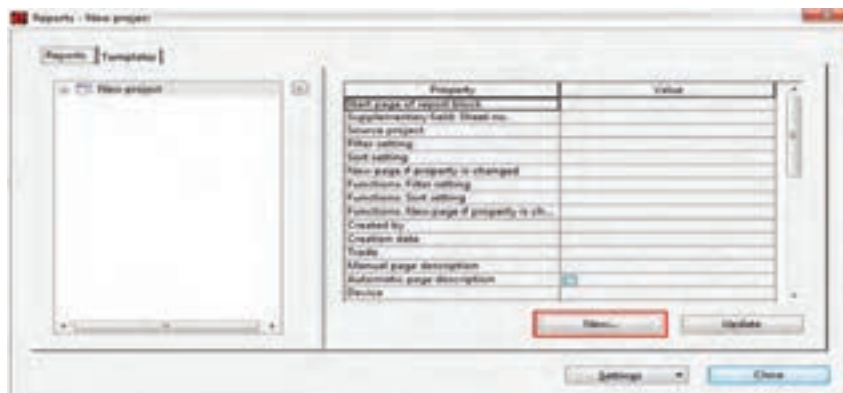 Reports - New project
Reports Templates
New project
Property Value
Start page of report block
Supplementary field: Sheet no.
Source project
Filter setting
Sort setting
New page if property is changed
Functions: Filter setting
Functions: Sort setting
Functions: New page if property is ch...
Created by
Creation date
Trade
Manual page description
Automatic page description
Device
New... Update
Settings Close